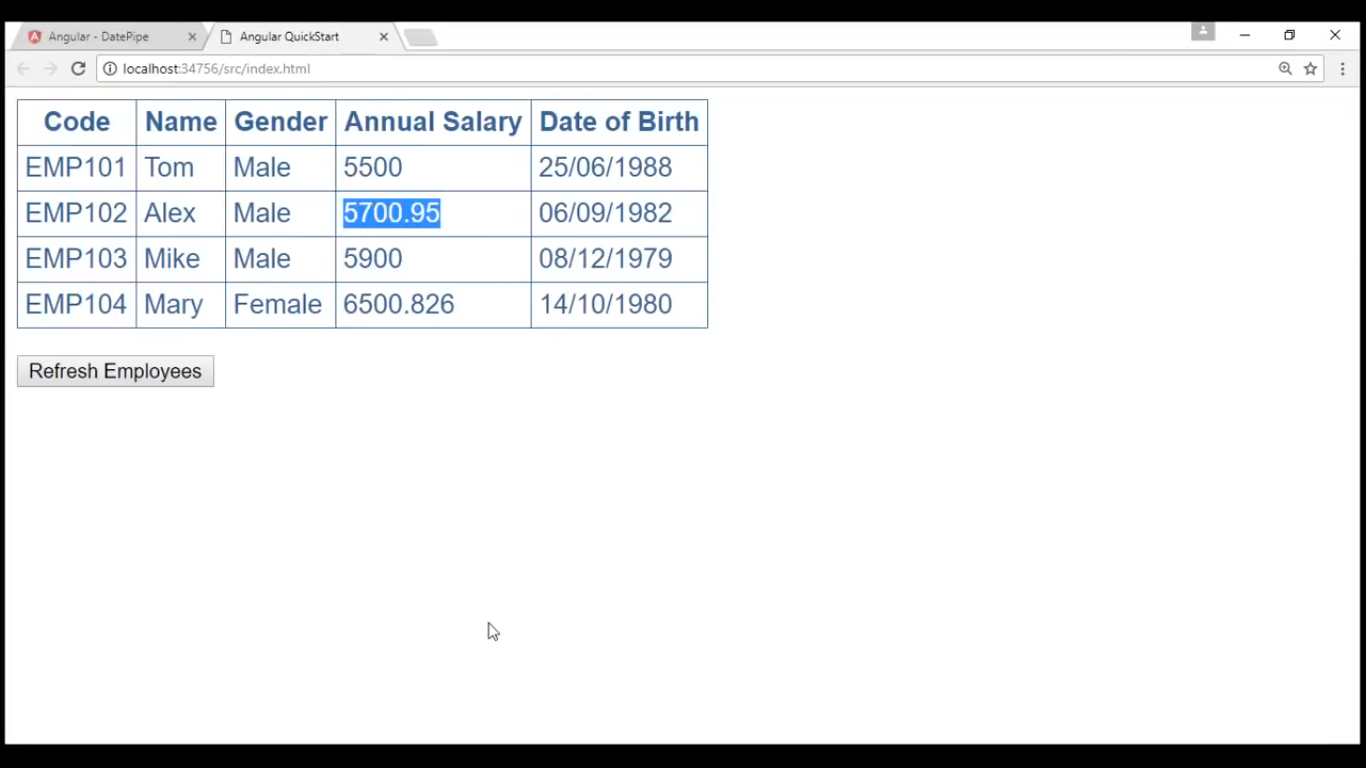 Angular - DatePipe Angular QuickStart
localhost:34756/src/index.html
Code Name Gender Annual Salary Date of Birth
EMP101 Tom Male 5500 25/06/1988
EMP102 Alex Male 5700.95 06/09/1982
EMP103 Mike Male 5900 08/12/1979
EMP104 Mary Female 6500.826 14/10/1980
Refresh Employees